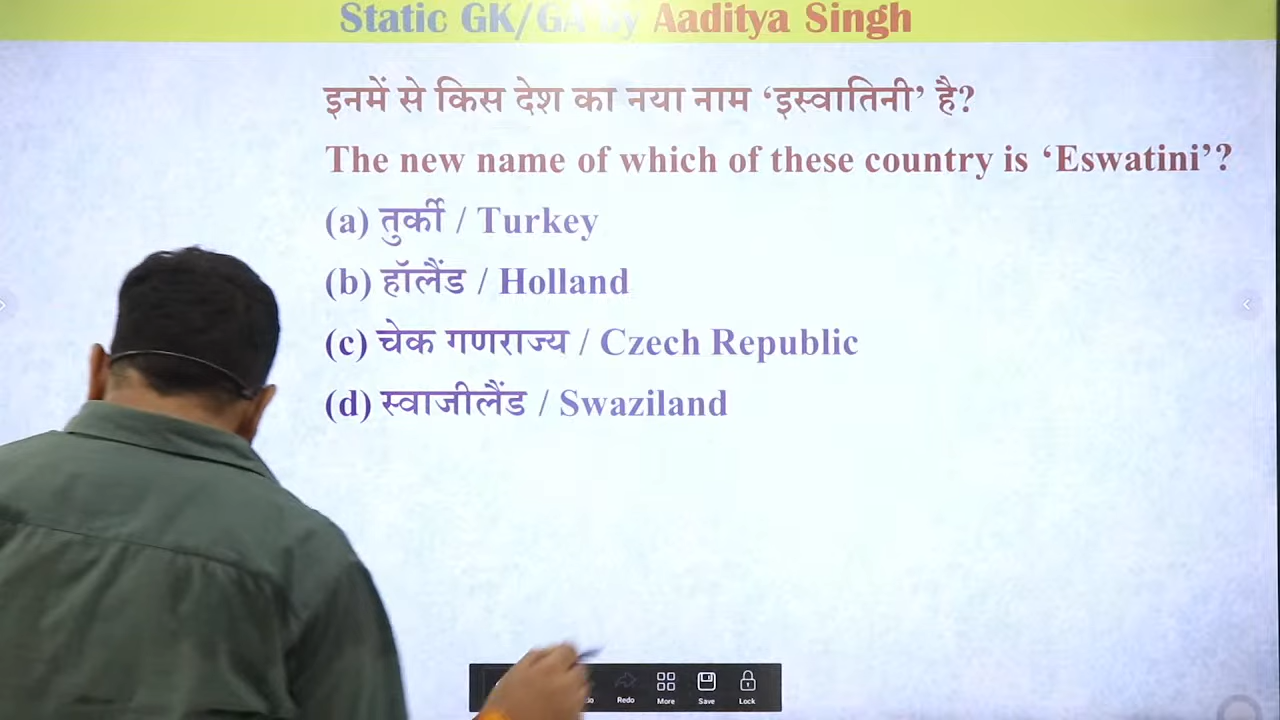 Static GK/GA by Aaditya Singh
इनमें से किस देश का नया नाम ‘इस्वातिनी’ है?
The new name of which of these country is ‘Eswatini’?
(a) तुर्की / Turkey
(b) हॉलैंड / Holland
(c) चेक गणराज्य / Czech Republic
(d) स्वाजीलैंड / Swaziland
Redo More Save Lock